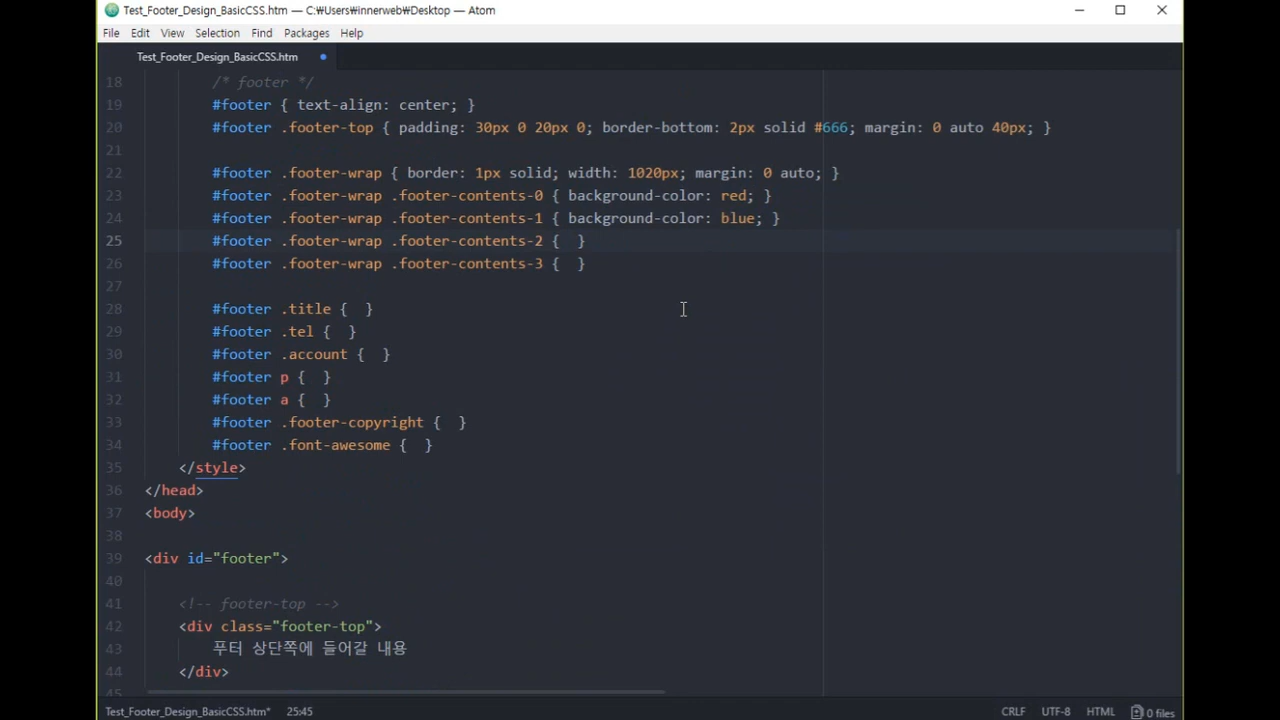 Test_Footer_Design_BasicCSS.htm — C:₩Users₩innerweb₩Desktop — Atom
File Edit View Selection Find Packages Help
Test_Footer_Design_BasicCSS.htm
18 /* footer */
19 #footer { text-align: center; }
20 #footer .footer-top { padding: 30px 0 20px 0; border-bottom: 2px solid #666; margin: 0 auto 40px; }
21
22 #footer .footer-wrap { border: 1px solid; width: 1020px; margin: 0 auto; }
23 #footer .footer-wrap .footer-contents-0 { background-color: red; }
24 #footer .footer-wrap .footer-contents-1 { background-color: blue; }
25 #footer .footer-wrap .footer-contents-2 {  }
26 #footer .footer-wrap .footer-contents-3 {  }
27
28 #footer .title {  }
29 #footer .tel {  }
30 #footer .account {  }
31 #footer p {  }
32 #footer a {  }
33 #footer .footer-copyright {  }
34 #footer .font-awesome {  }
35 </style>
36 </head>
37 <body>
38
39 <div id="footer">
40
41 <!-- footer-top -->
42 <div class="footer-top">
43 푸터 상단쪽에 들어갈 내용
44 </div>
45
Test_Footer_Design_BasicCSS.htm* 25:45 CRLF UTF-8 HTML 0 files